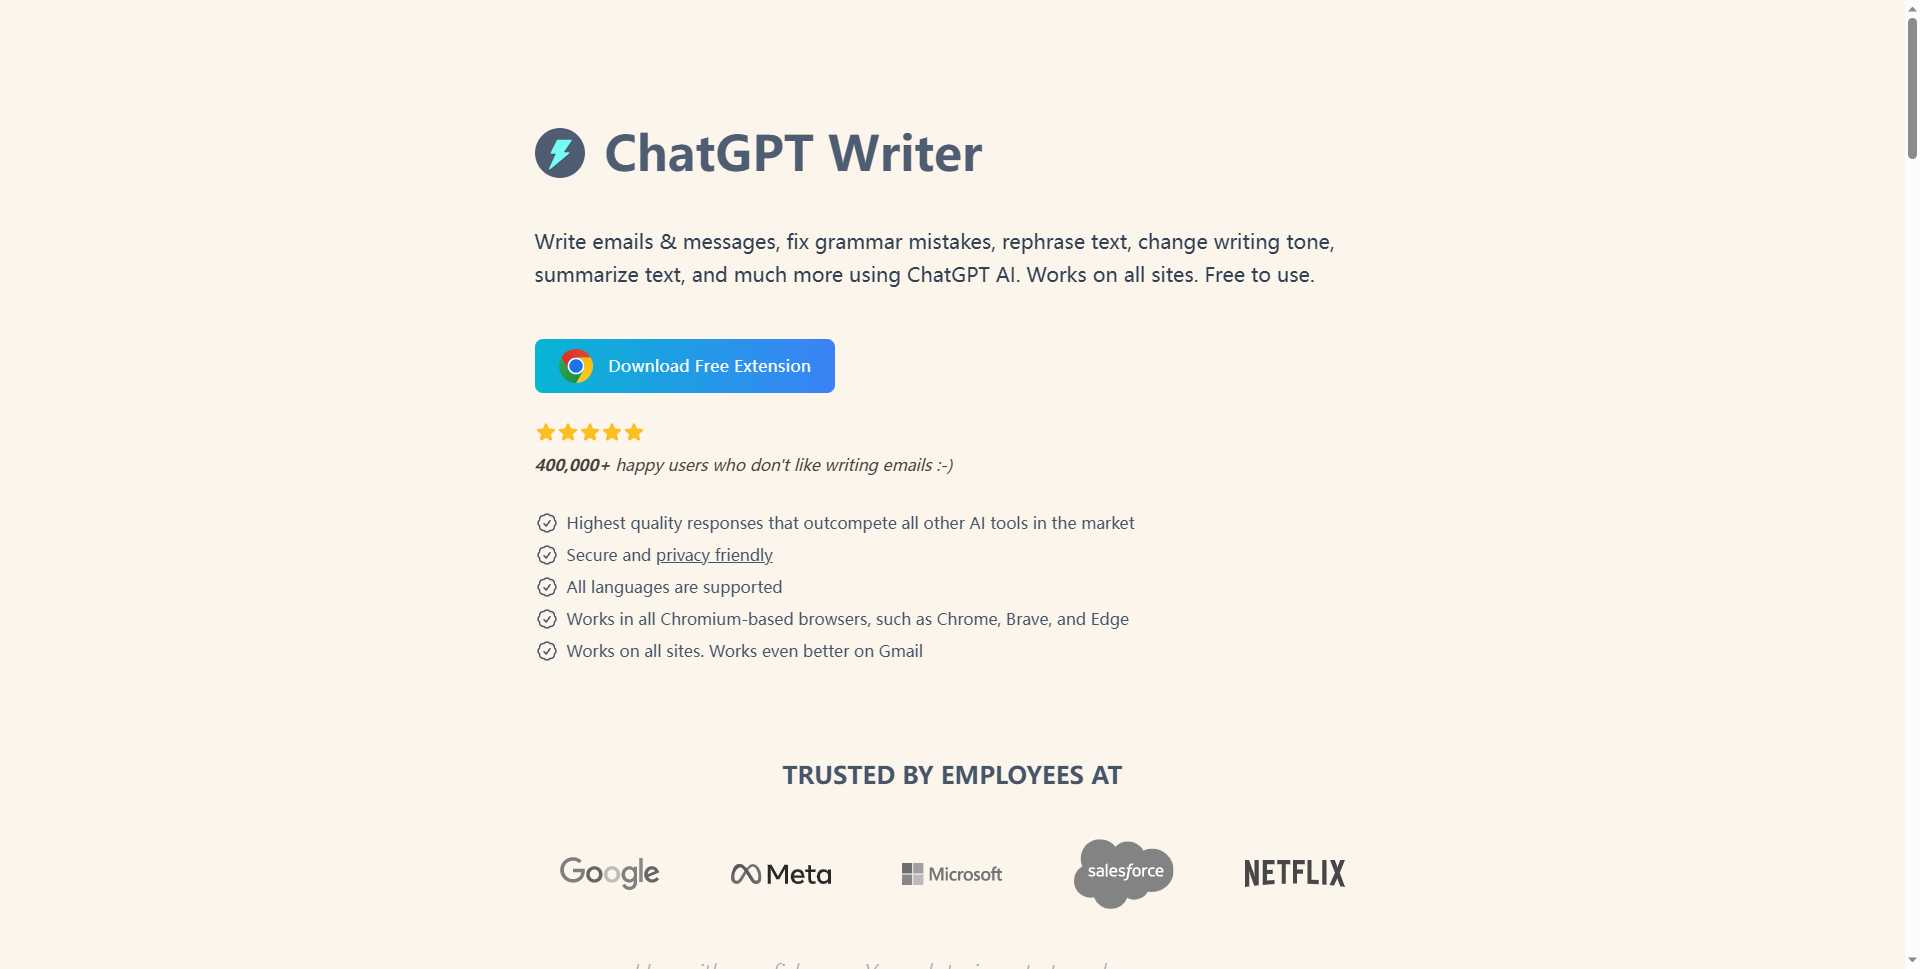 ChatGPT Writer
Write emails & messages, fix grammar mistakes, rephrase text, change writing tone,
summarize text, and much more using ChatGPT AI. Works on all sites. Free to use.
Download Free Extension
400,000+ happy users who don't like writing emails :-)
Highest quality responses that outcompete all other AI tools in the market
Secure and privacy friendly
All languages are supported
Works in all Chromium-based browsers, such as Chrome, Brave, and Edge
Works on all sites. Works even better on Gmail
TRUSTED BY EMPLOYEES AT
Google Meta Microsoft salesforce NETFLIX